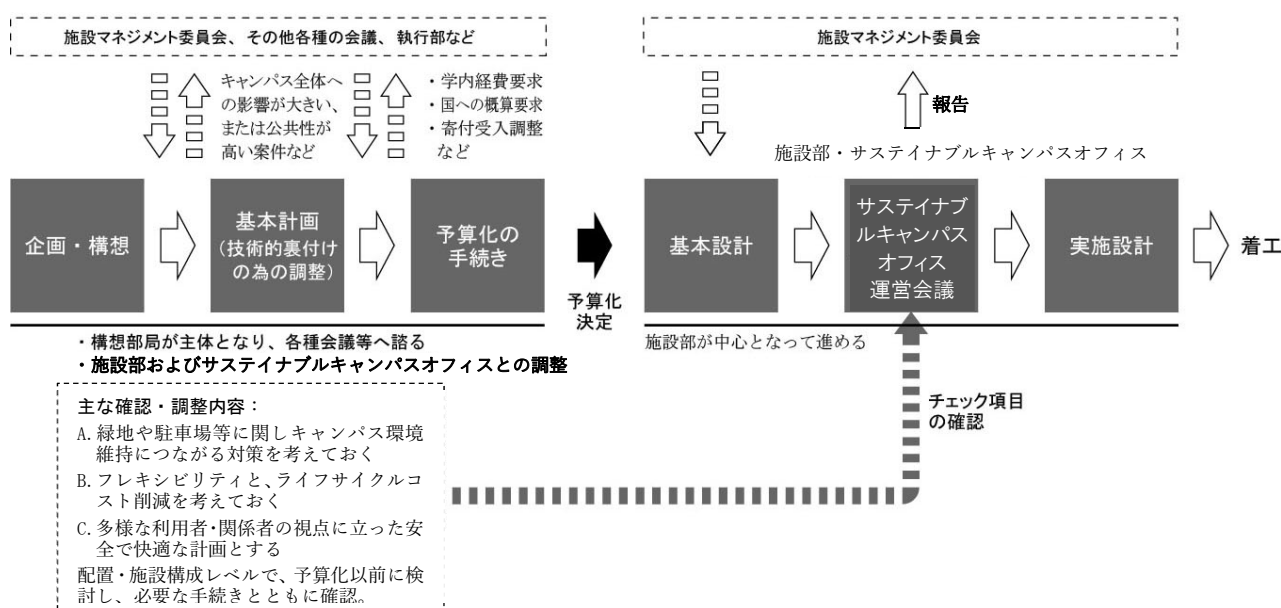 施設マネジメント委員会、その他各種の会議、執行部など
施設マネジメント委員会
キャンパス全体へ
の影響が大きい、
または公共性が
高い案件など
・学内経費要求
・国への概算要求
・寄付受入調整
など
報告
施設部・サステイナブルキャンパスオフィス
企画・構想
基本計画
（技術的裏付け
の為の調整）
予算化の
手続き
予算化
決定
基本設計
サステイナブ
ルキャンパス
オフィス
運営会議
実施設計
着工
・構想部局が主体となり、各種会議等へ諮る
・施設部およびサステイナブルキャンパスオフィスとの調整
施設部が中心となって進める
主な確認・調整内容：
A.緑地や駐車場等に関しキャンパス環境
維持につながる対策を考えておく
B.フレキシビリティと、ライフサイクルコ
スト削減を考えておく
C.多様な利用者・関係者の視点に立った安
全で快適な計画とする
配置・施設構成レベルで、予算化以前に検
討し、必要な手続きとともに確認。
チェック項目
の確認